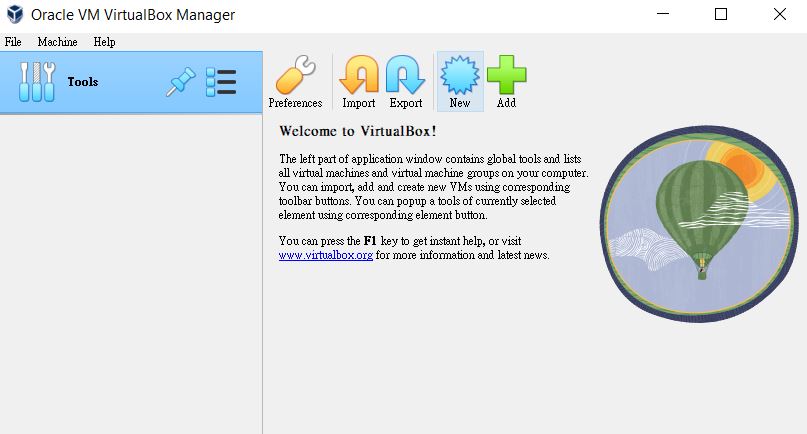 Oracle VM VirtualBox Manager
File Machine Help
Tools
Preferences Import Export New Add
Welcome to VirtualBox!
The left part of application window contains global tools and lists
all virtual machines and virtual machine groups on your computer.
You can import, add and create new VMs using corresponding
toolbar buttons. You can popup a tools of currently selected
element using corresponding element button.
You can press the F1 key to get instant help, or visit
www.virtualbox.org for more information and latest news.